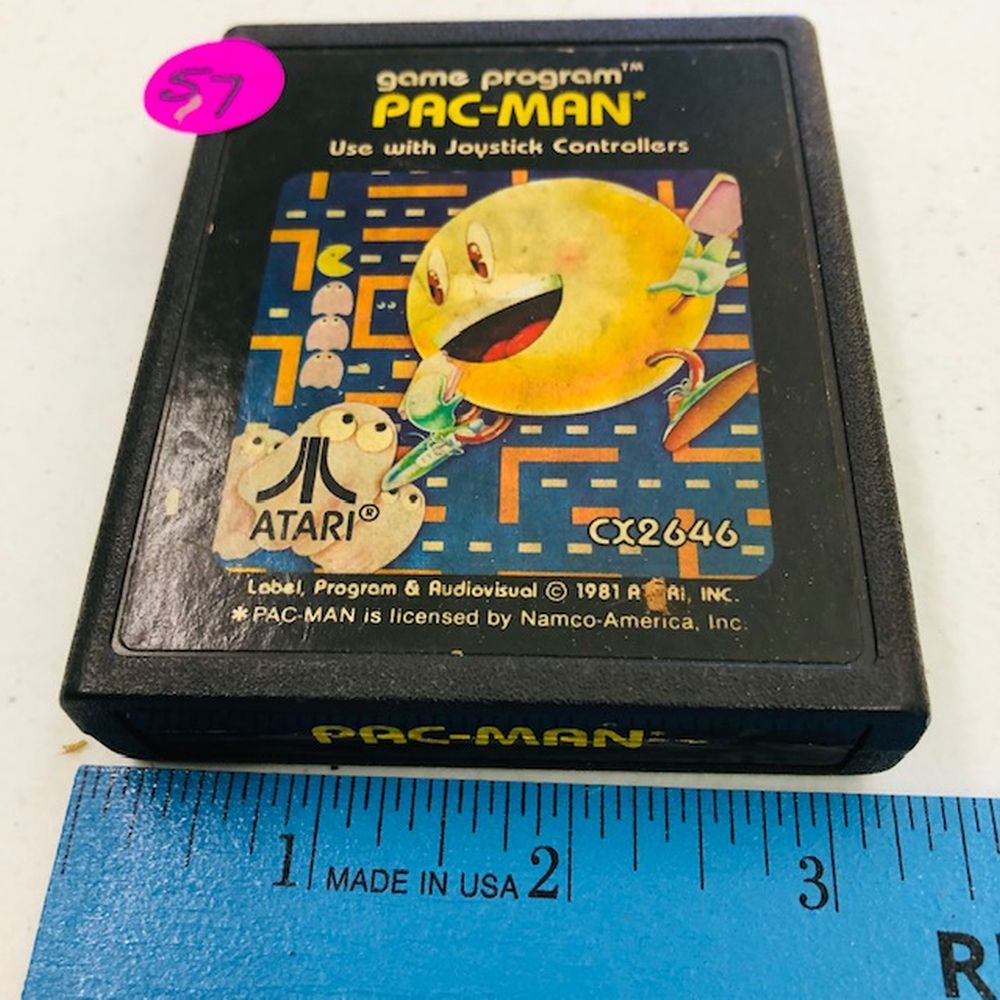 57
game program™
PAC-MAN*
Use with Joystick Controllers
ATARI®
CX2646
Label, Program & Audiovisual © 1981 ATARI, INC.
*PAC-MAN is licensed by Namco-America, Inc.
PAC-MAN*
1 MADE IN USA 2 3